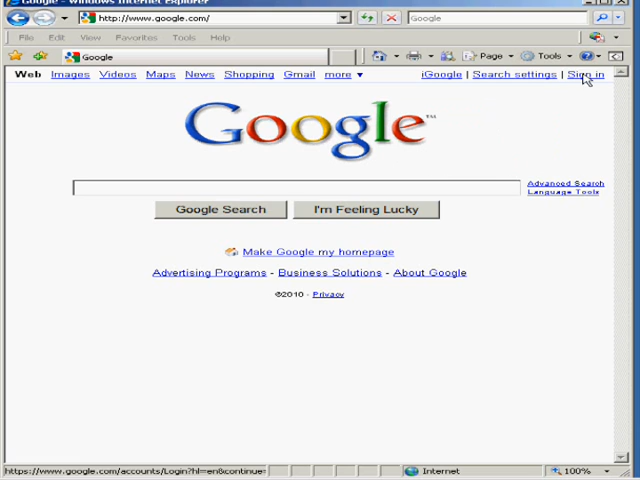 Google - Windows Internet Explorer
http://www.google.com/
Google
File Edit View Favorites Tools Help
Google
Page Tools
Web Images Videos Maps News Shopping Gmail more ▼
iGoogle | Search settings | Sign in
Google™
Advanced Search
Language Tools
Google Search
I'm Feeling Lucky
Make Google my homepage
Advertising Programs - Business Solutions - About Google
©2010 - Privacy
https://www.google.com/accounts/Login?hl=en&continue=
Internet
100%